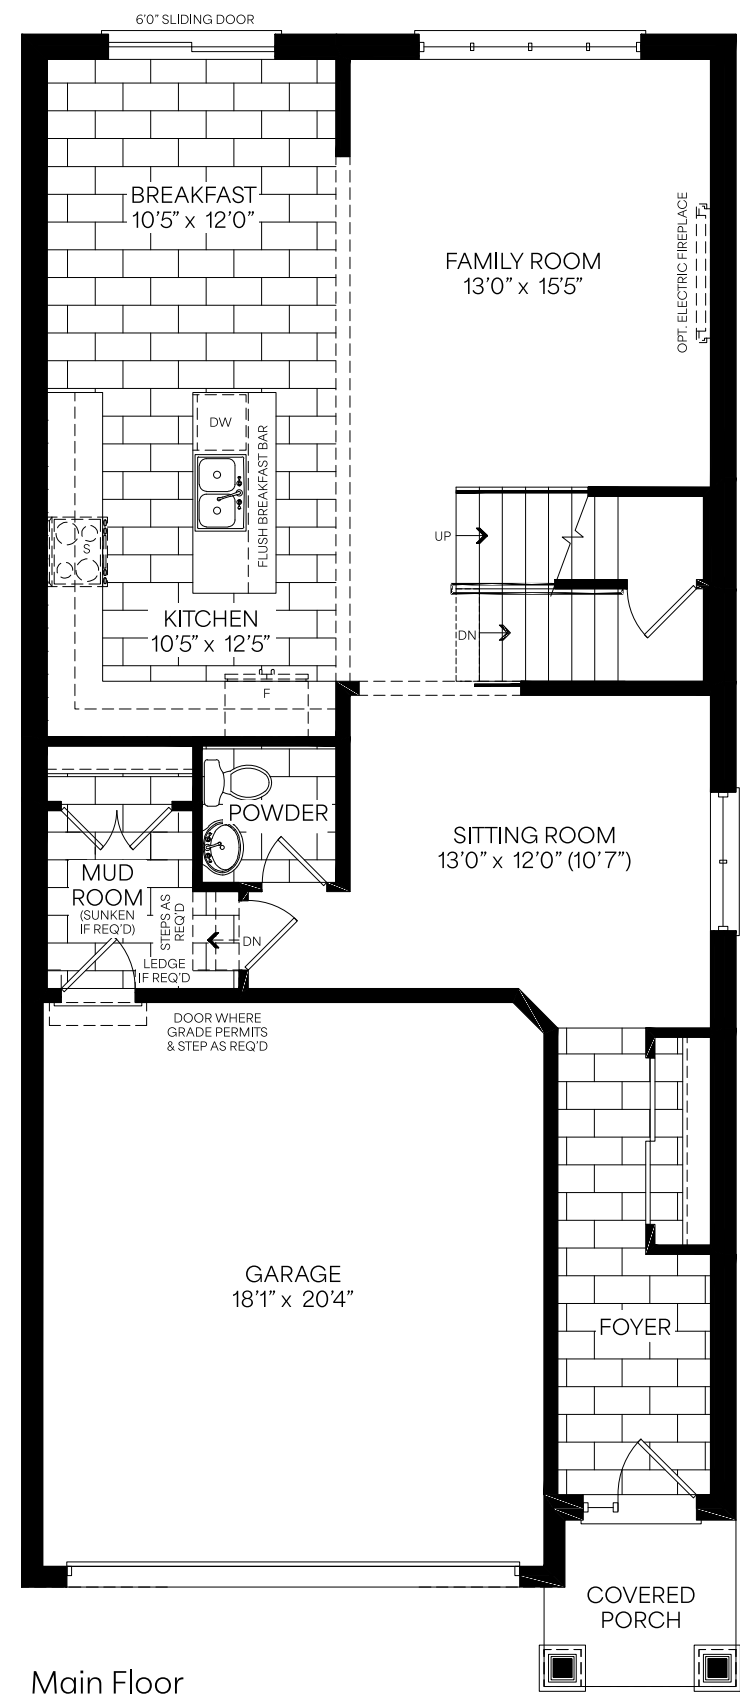 6'0" SLIDING DOOR
BREAKFAST
10'5" x 12'0"
FAMILY ROOM
13'0" x 15'5"
OPT. ELECTRIC FIREPLACE
DW
FLUSH BREAKFAST BAR
S
UP
KITCHEN
10'5" x 12'5"
DN
F
POWDER
SITTING ROOM
13'0" x 12'0" (10'7")
MUD
ROOM
(SUNKEN
IF REQ'D)
STEPS AS
REQ'D
DN
LEDGE
IF REQ'D
DOOR WHERE
GRADE PERMITS
& STEP AS REQ'D
GARAGE
18'1" x 20'4"
FOYER
COVERED
PORCH
Main Floor